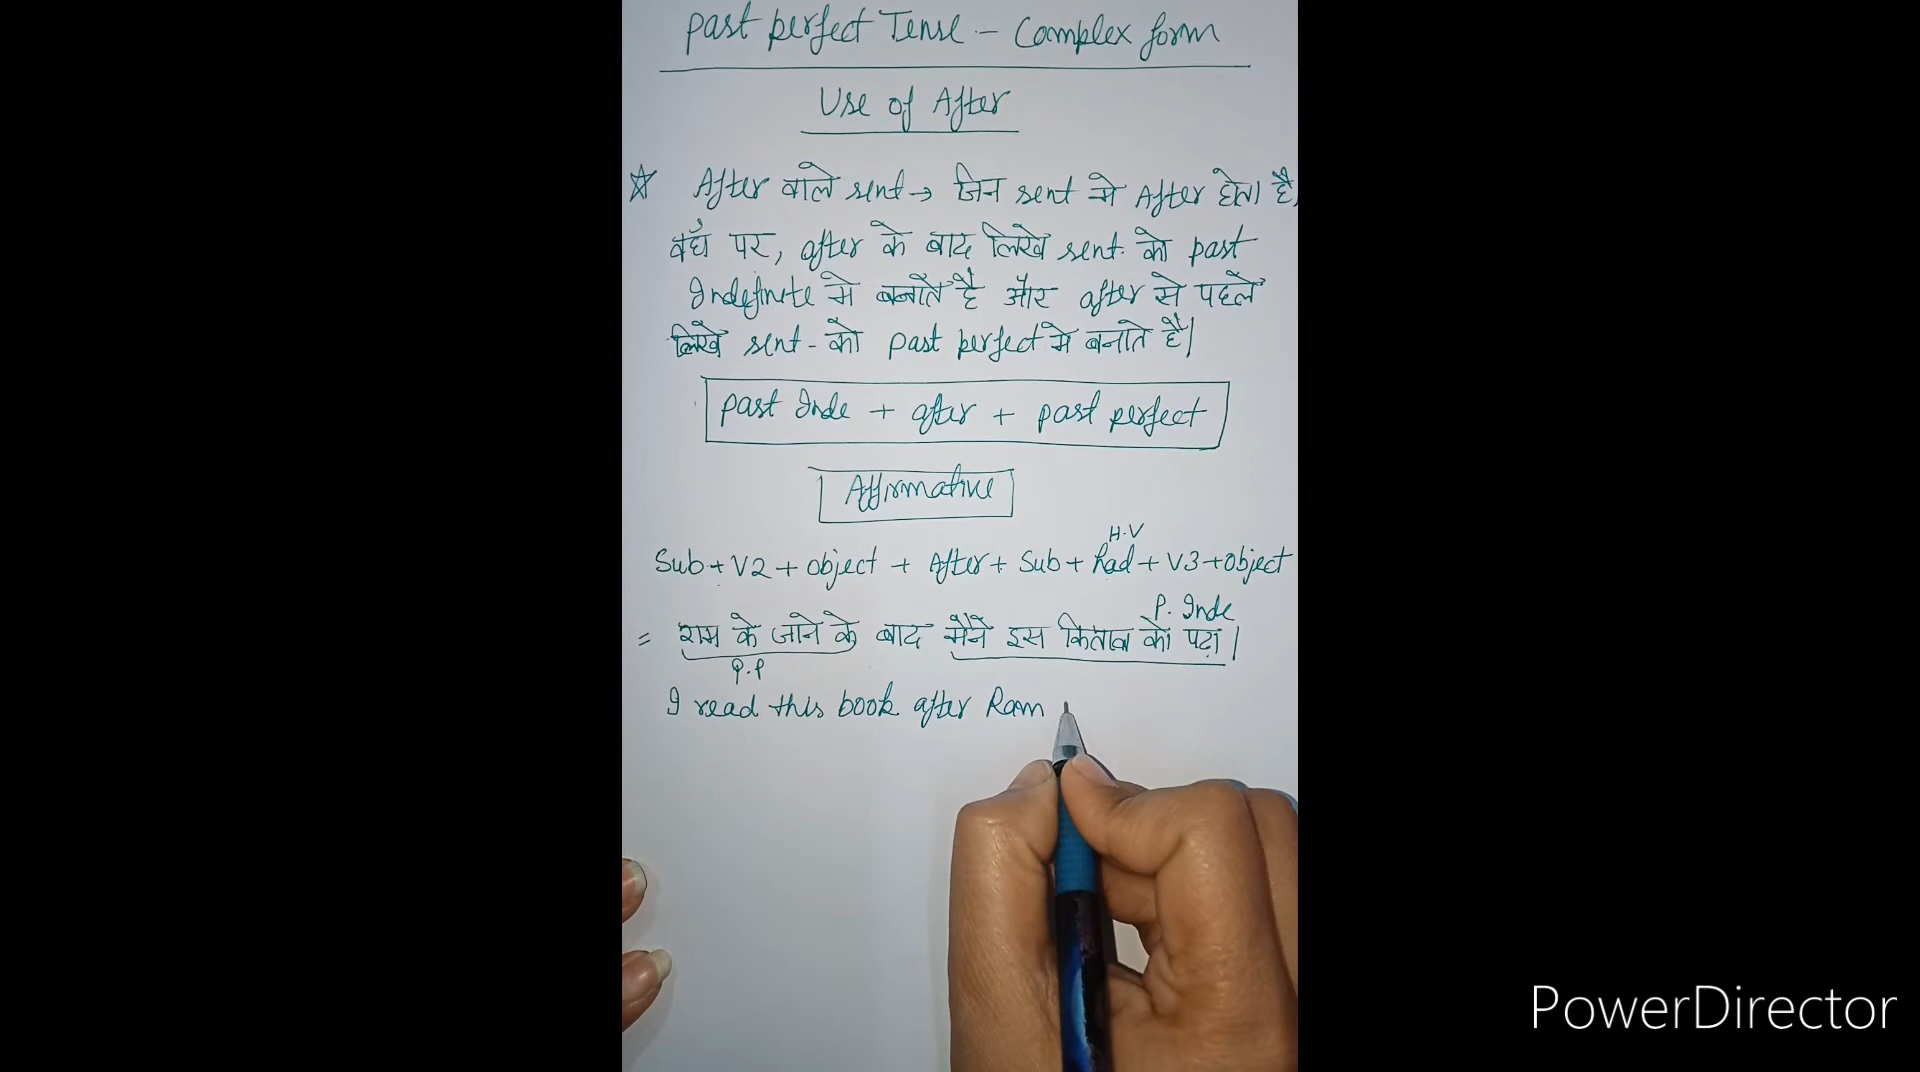 Past perfect Tense - Complex form
Use of After
☆ After वाले sent → जिन sent मे After होता है,
वहाँ पर, after के बाद लिखे sent. को past
Indefinite मे बनाते है और after से पहले
लिखे sent - को past perfect मे बनाते है।
past Inde + after + past perfect
Affirmative
H.V
Sub + V2 + object + After + Sub + had + V3 + Object
P. Inde
= राम के जाने के बाद मैने इस किताब को पढ़ा।
P.P
I read this book after Ram
PowerDirector